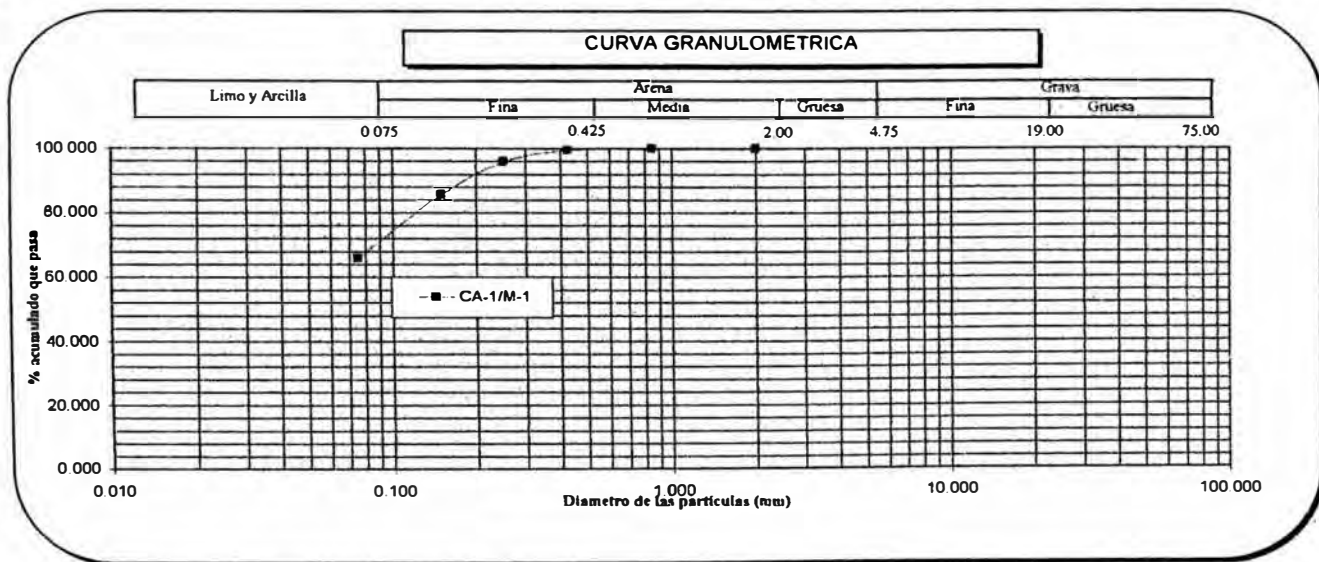 CURVA GRANULOMETRICA
Limo y Arcilla Arena Grava
Fina Media Gruesa Fina Gruesa
0.075 0.425 2.00 4.75 19.00 75.00
100.000
80.000
60.000
40.000
20.000
0.000
% acumulado que pasa
CA-1/M-1
0.010 0.100 1.000 10.000 100.000
Diametro de las partículas (mm)